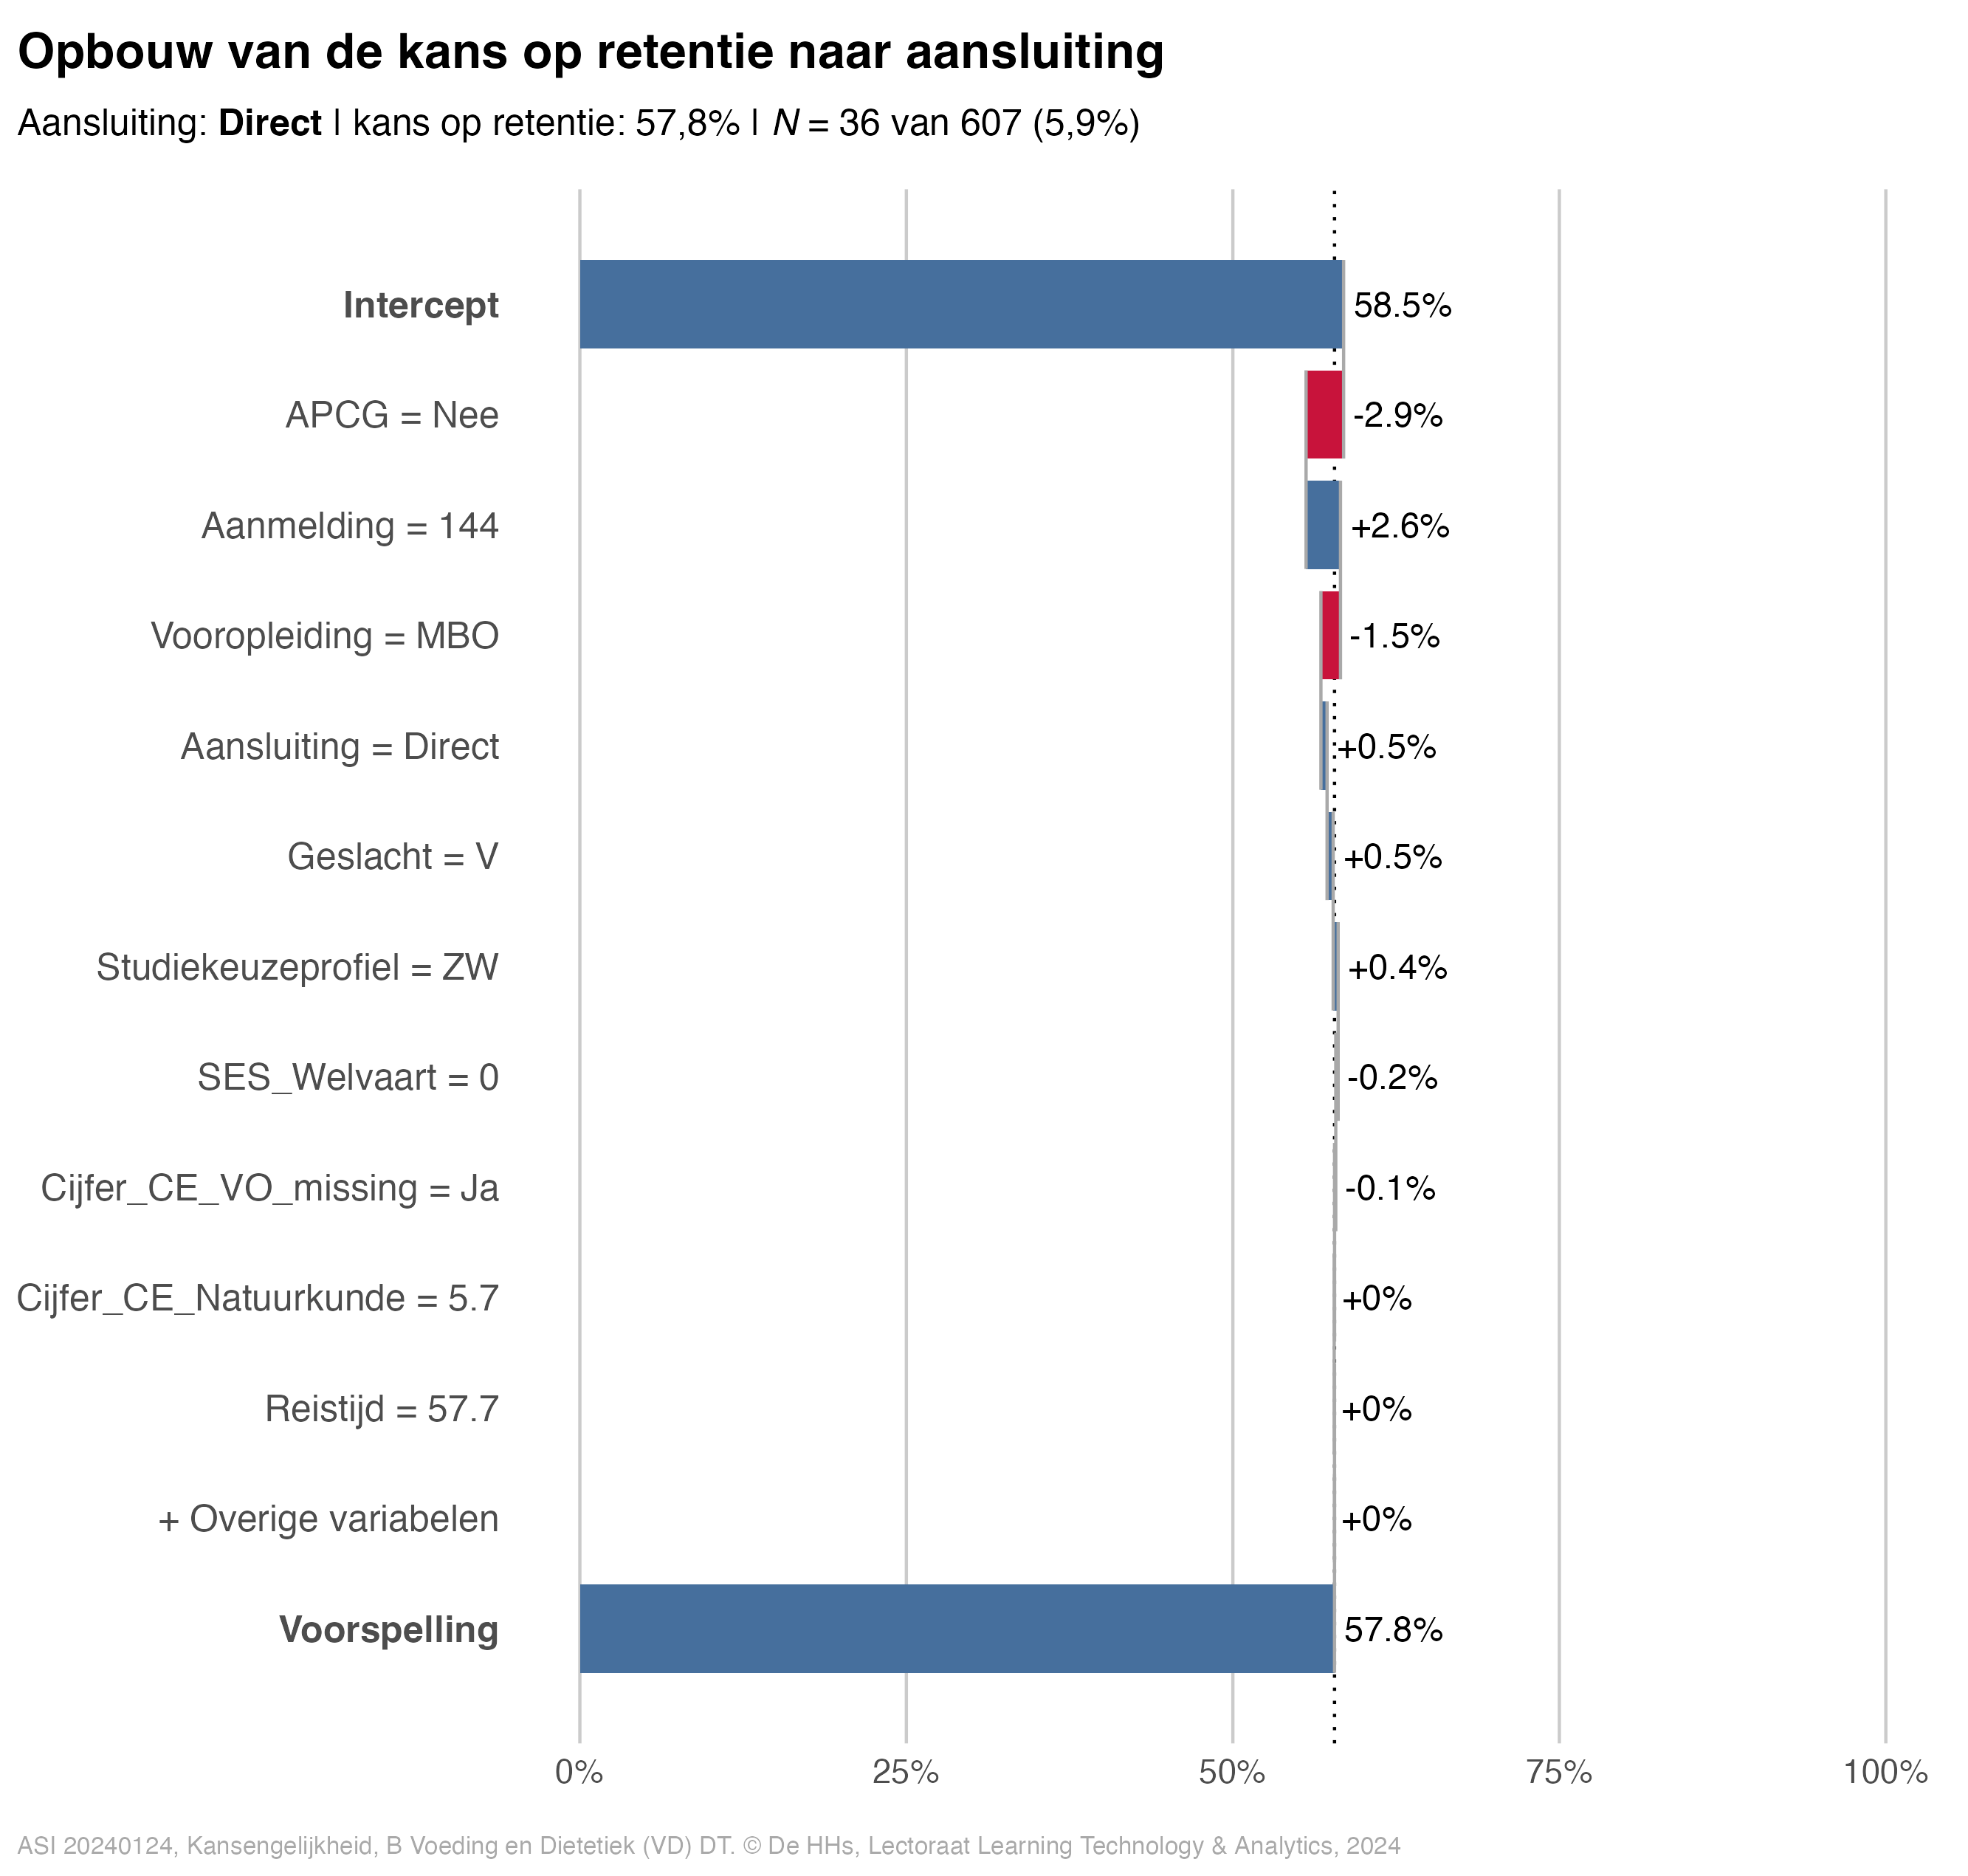 Opbouw van de kans op retentie naar aansluiting
Aansluiting: Direct | kans op retentie: 57,8% | N = 36 van 607 (5,9%)
Intercept 58.5%
APCG = Nee -2.9%
Aanmelding = 144 +2.6%
Vooropleiding = MBO -1.5%
Aansluiting = Direct +0.5%
Geslacht = V +0.5%
Studiekeuzeprofiel = ZW +0.4%
SES_Welvaart = 0 -0.2%
Cijfer_CE_VO_missing = Ja -0.1%
Cijfer_CE_Natuurkunde = 5.7 +0%
Reistijd = 57.7 +0%
+ Overige variabelen +0%
Voorspelling 57.8%
0% 25% 50% 75% 100%
ASI 20240124, Kansengelijkheid, B Voeding en Dietetiek (VD) DT. © De HHs, Lectoraat Learning Technology & Analytics, 2024